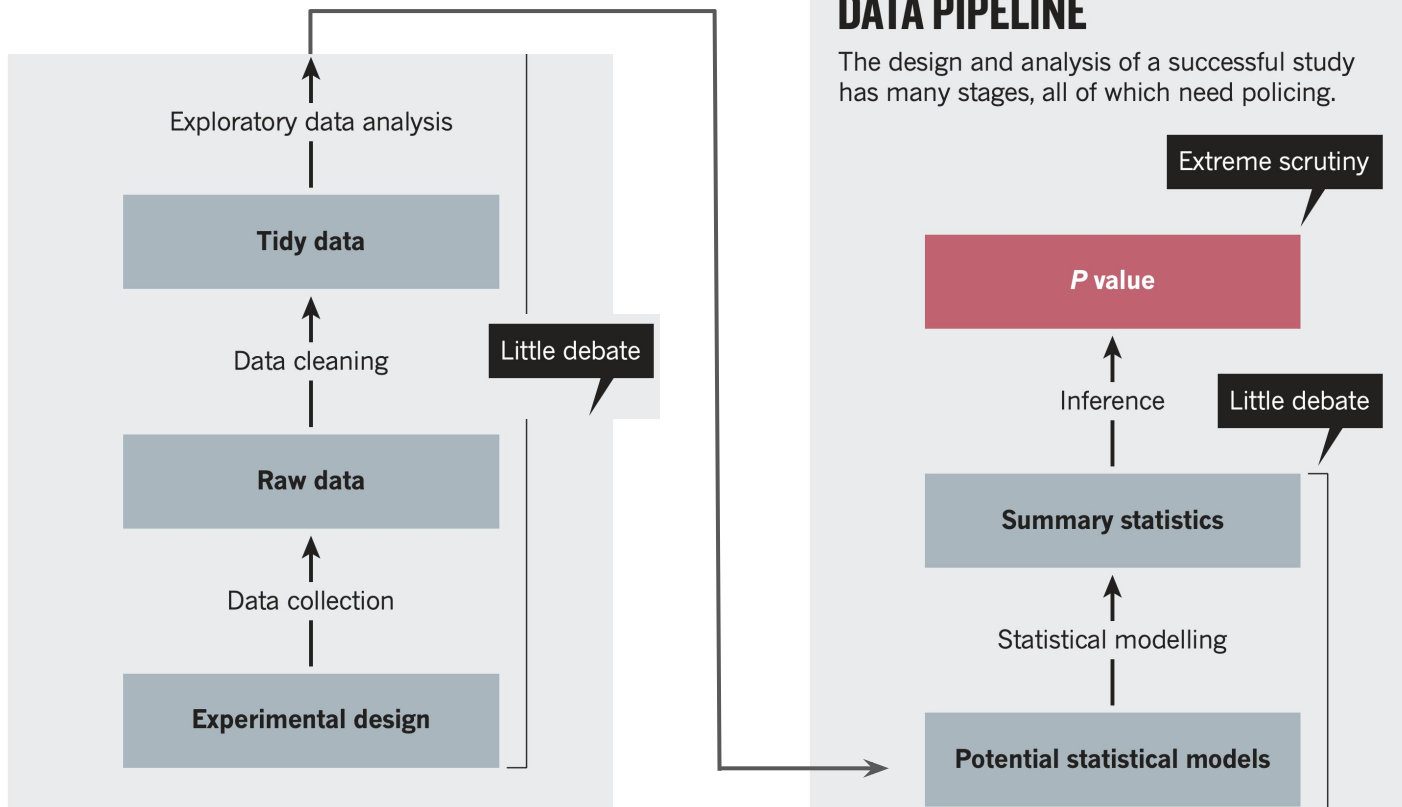 DATA PIPELINE
The design and analysis of a successful study
has many stages, all of which need policing.
Exploratory data analysis
Tidy data
Data cleaning
Little debate
Raw data
Data collection
Experimental design
Extreme scrutiny
P value
Inference
Little debate
Summary statistics
Statistical modelling
Potential statistical models